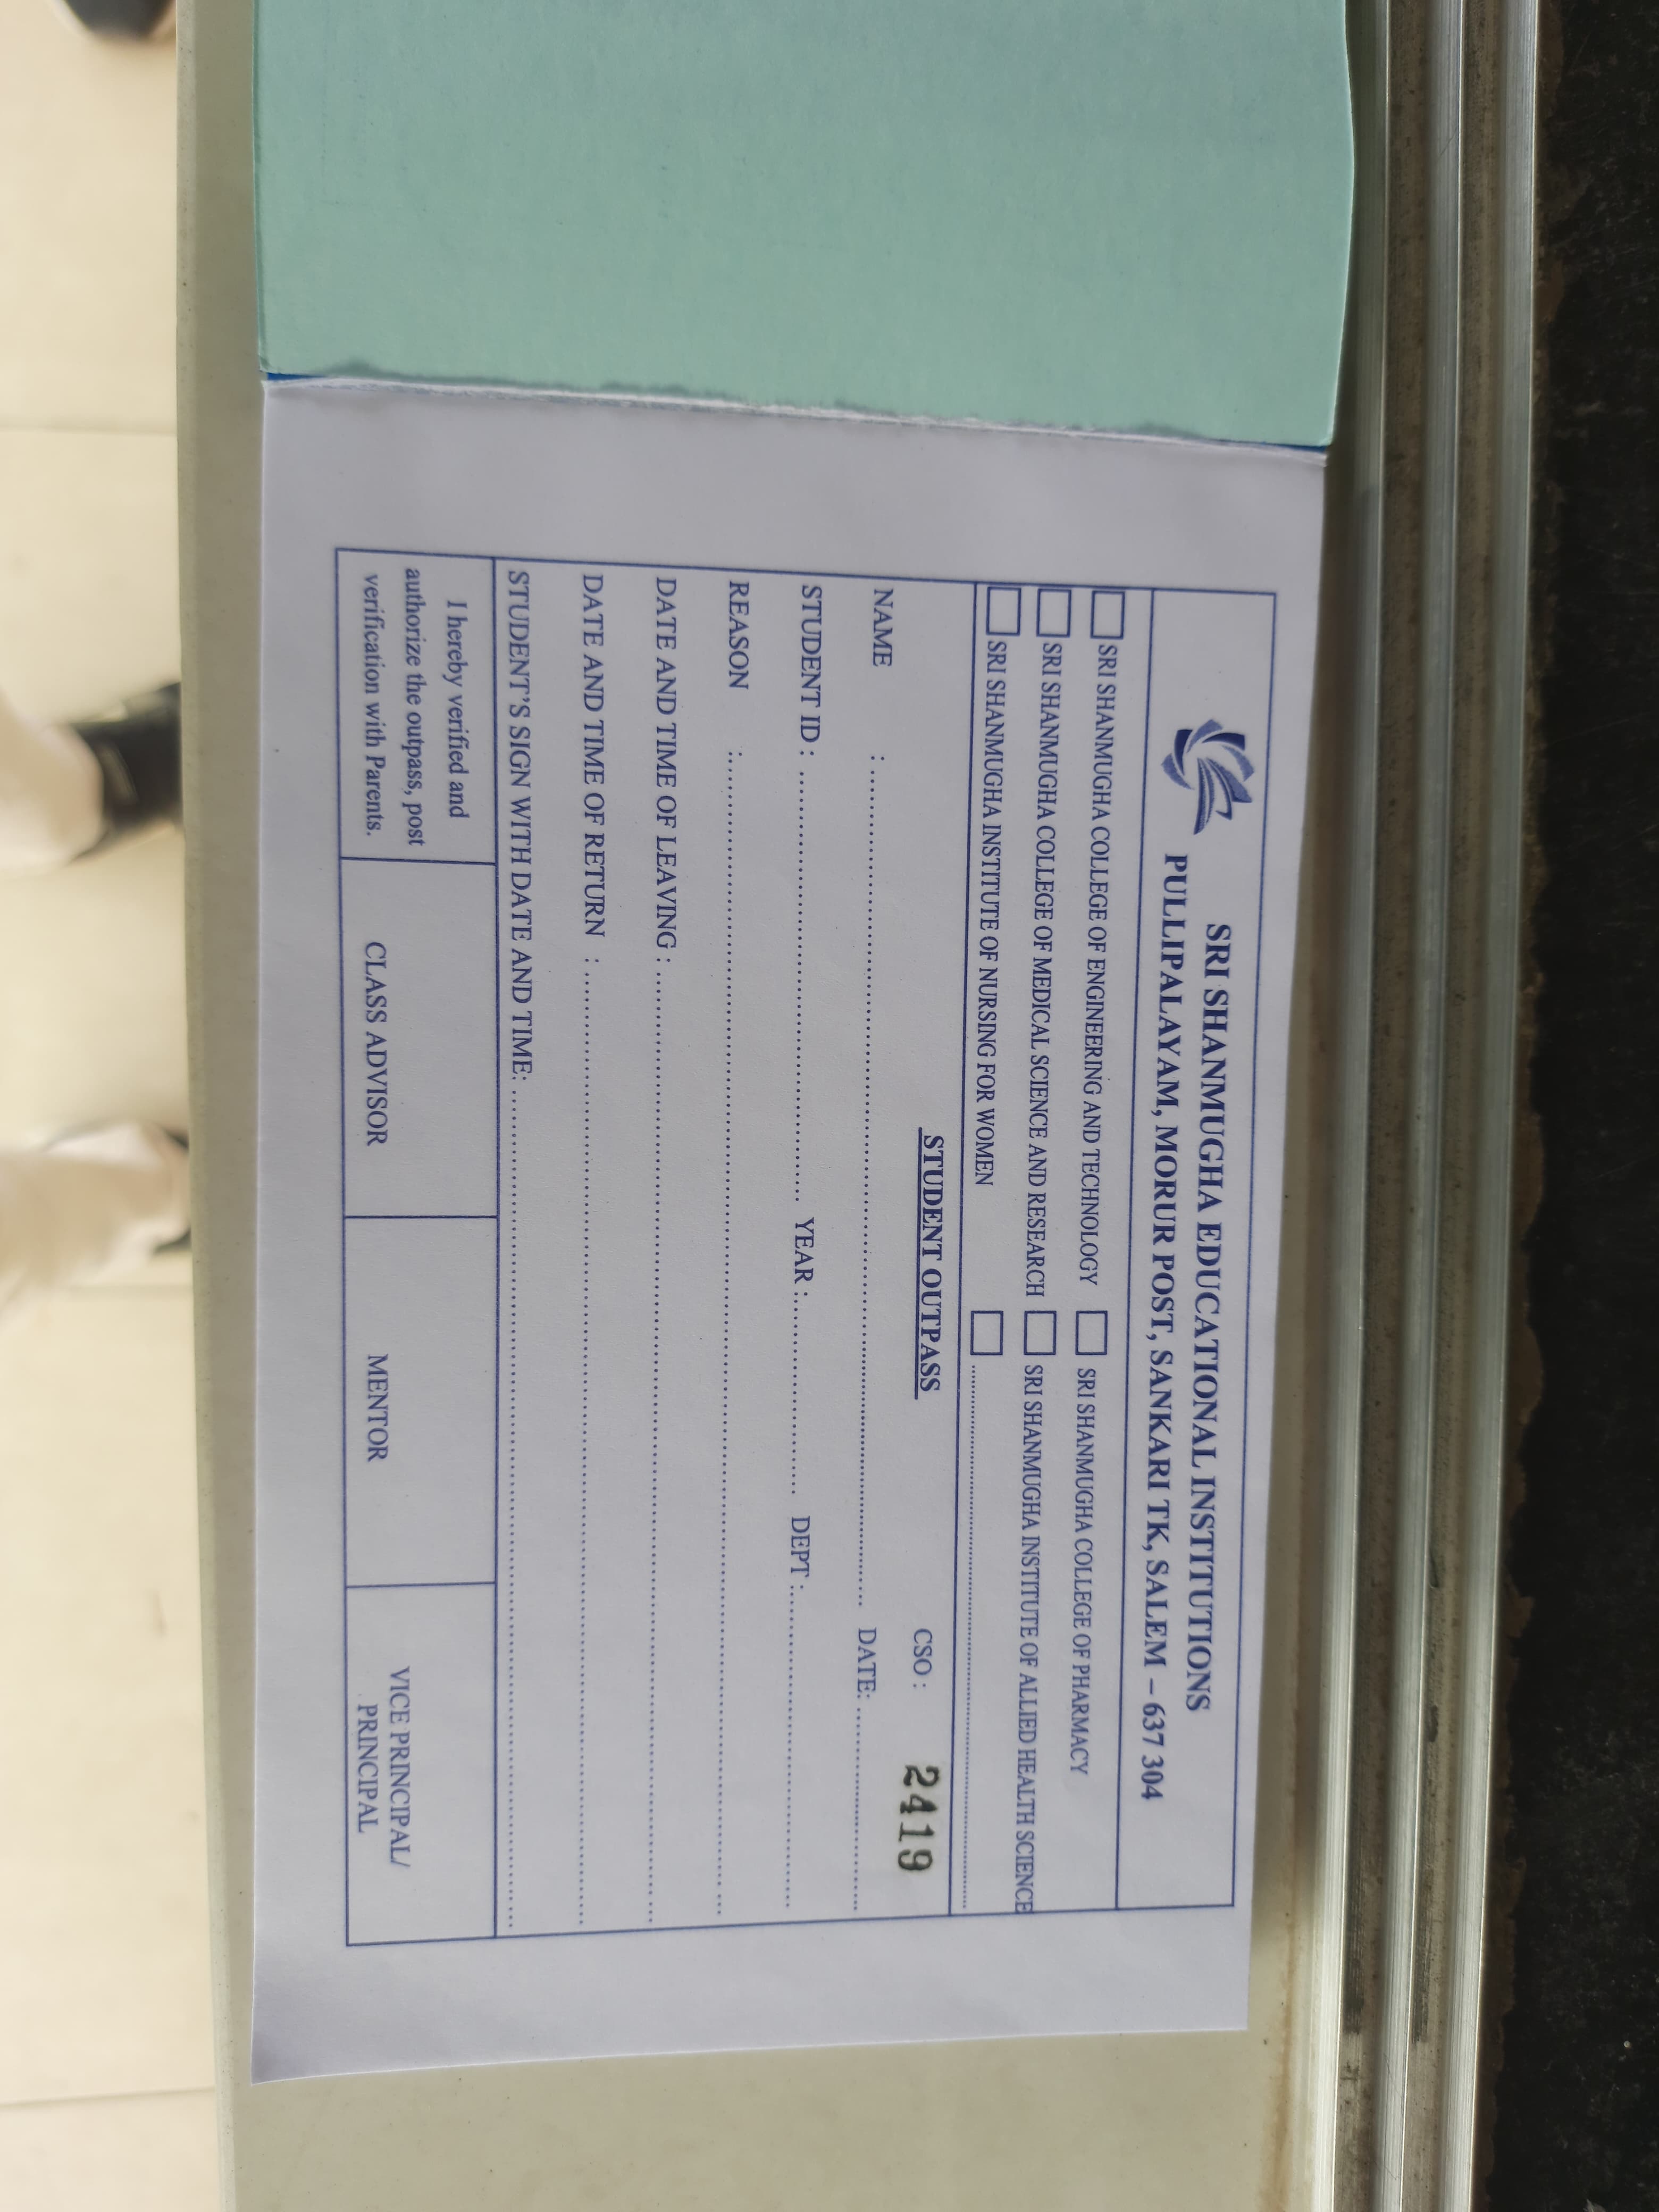 SRI SHANMUGHA EDUCATIONAL INSTITUTIONS
PULLIPALAYAM, MORUR POST, SANKARI TK, SALEM – 637 304
SRI SHANMUGHA COLLEGE OF ENGINEERING AND TECHNOLOGY SRI SHANMUGHA COLLEGE OF PHARMACY
SRI SHANMUGHA COLLEGE OF MEDICAL SCIENCE AND RESEARCH SRI SHANMUGHA INSTITUTE OF ALLIED HEALTH SCIENCE
SRI SHANMUGHA INSTITUTE OF NURSING FOR WOMEN
STUDENT OUTPASS CSO : 2419
NAME : DATE:
STUDENT ID : YEAR : DEPT :
REASON :
DATE AND TIME OF LEAVING :
DATE AND TIME OF RETURN :
STUDENT'S SIGN WITH DATE AND TIME:
I hereby verified and
authorize the outpass, post
verification with Parents.
CLASS ADVISOR
MENTOR
VICE PRINCIPAL/
PRINCIPAL